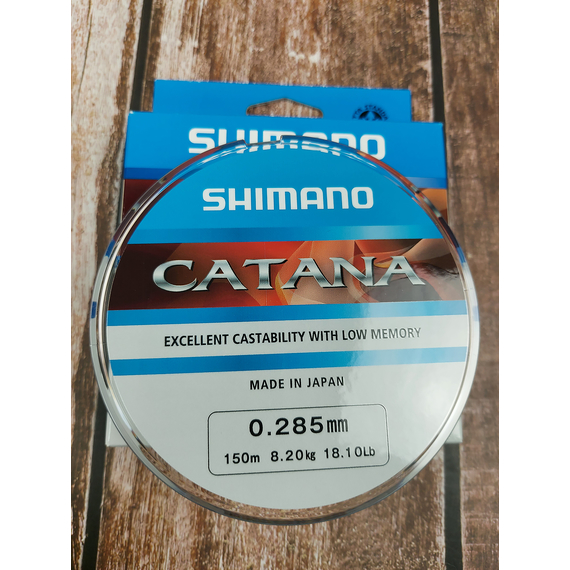 SHIMANO
SHIMANO
CATANA
EXCELLENT CASTABILITY WITH LOW MEMORY
MADE IN JAPAN
0.285mm
150m 8.20kg 18.10Lb